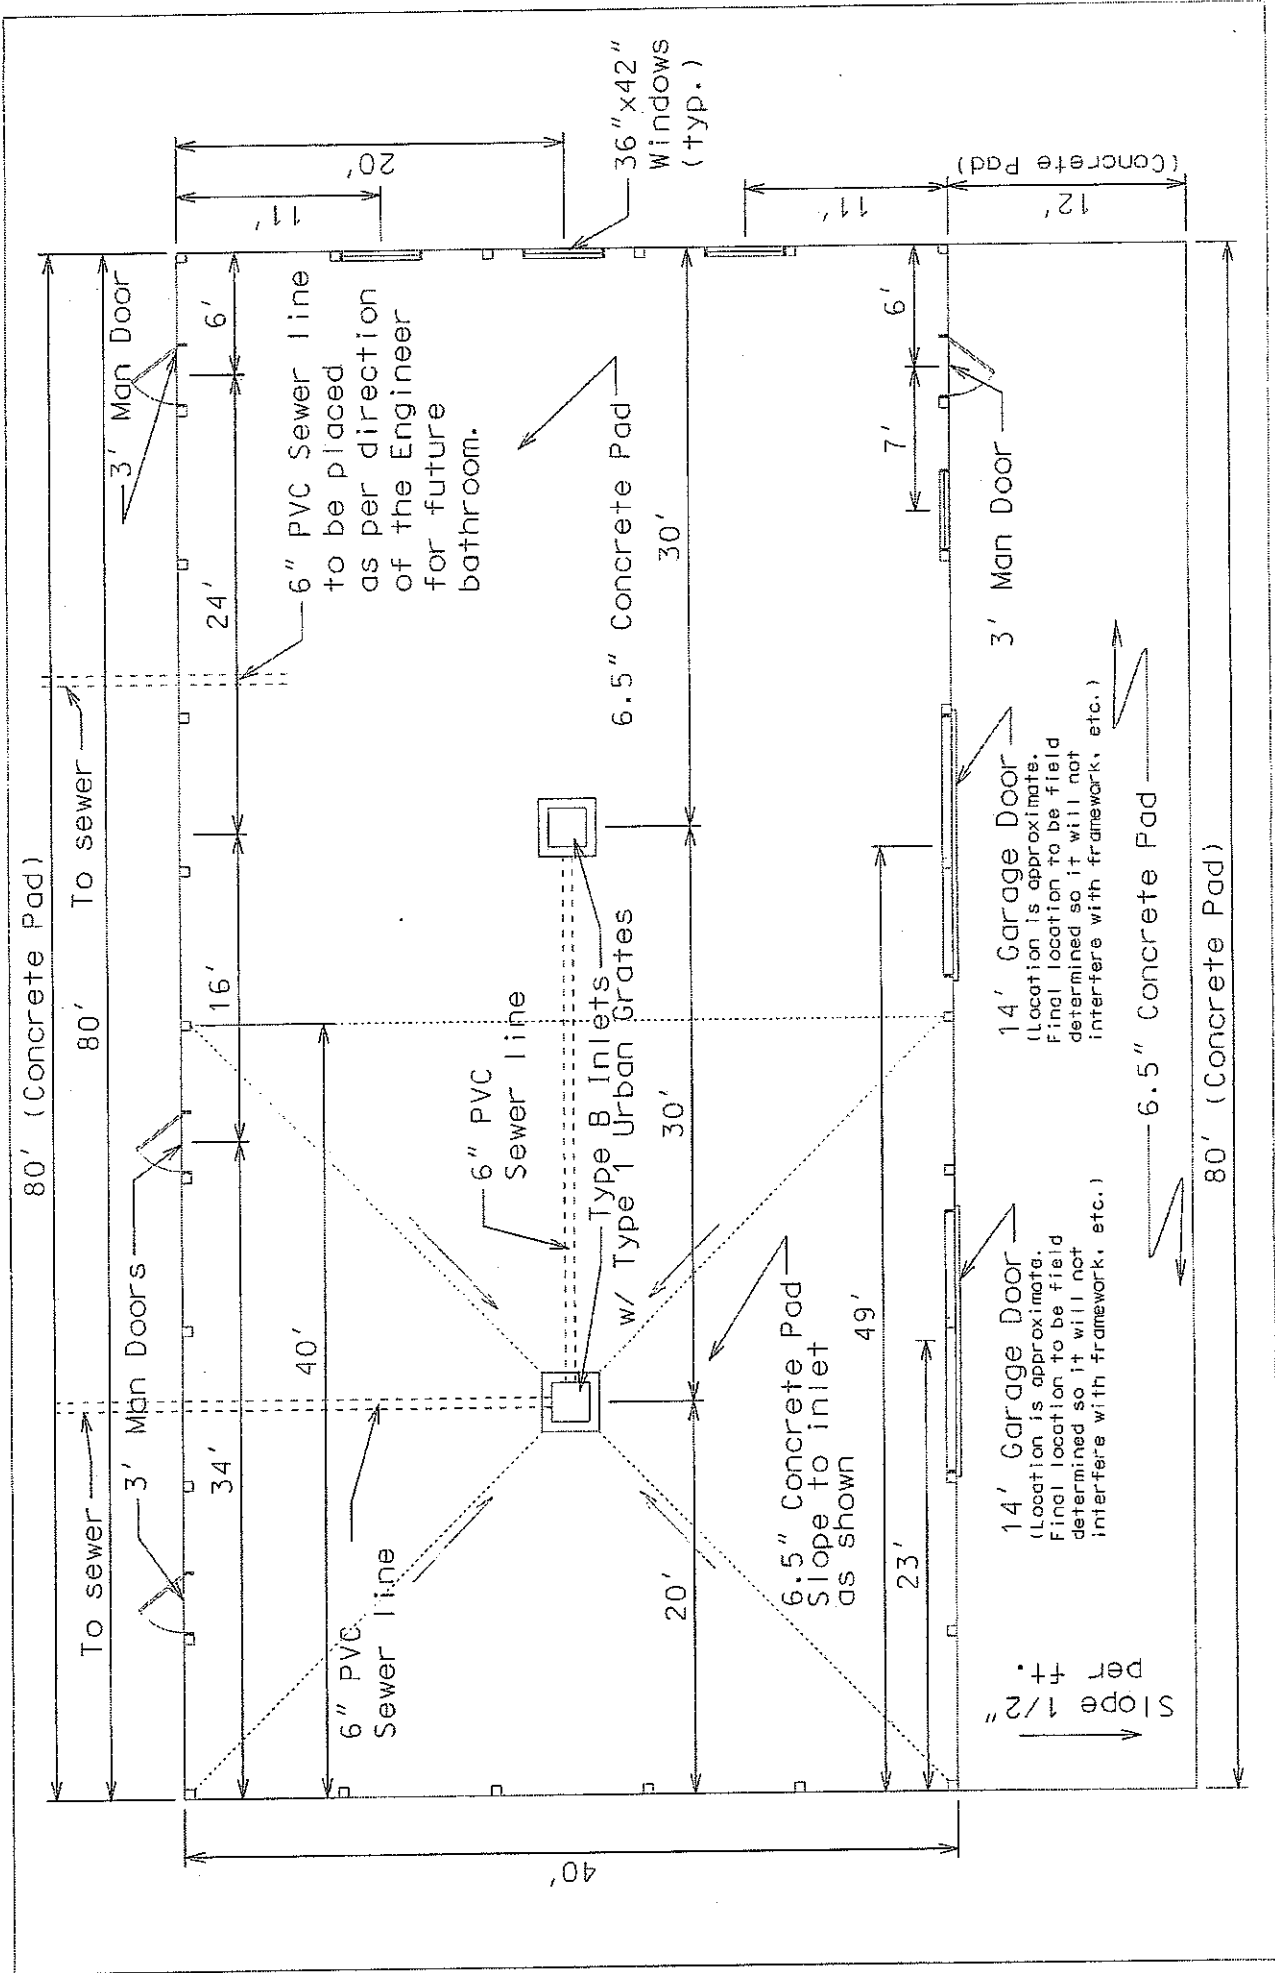 80' (Concrete Pad)
80'
To sewer
To sewer
3' Man Doors
3' Man Door
34'
16'
24'
6'
40'
6" PVC
Sewer line
6" PVC
Sewer line
6" PVC Sewer line
to be placed
as per direction
of the Engineer
for future
bathroom.
11'
20'
36"x42"
Windows
(typ.)
Type B Inlets
w/ Type 1 Urban Grates
6.5" Concrete Pad
20'
30'
30'
6.5" Concrete Pad
Slope to inlet
as shown
40'
23'
49'
7'
6'
11'
12'
(Concrete Pad)
3' Man Door
14' Garage Door
(Location is approximate.
Final location to be field
determined so it will not
interfere with framework, etc.)
14' Garage Door
(Location is approximate.
Final location to be field
determined so it will not
interfere with framework, etc.)
Slope 1/2"
per ft.
6.5" Concrete Pad
80' (Concrete Pad)